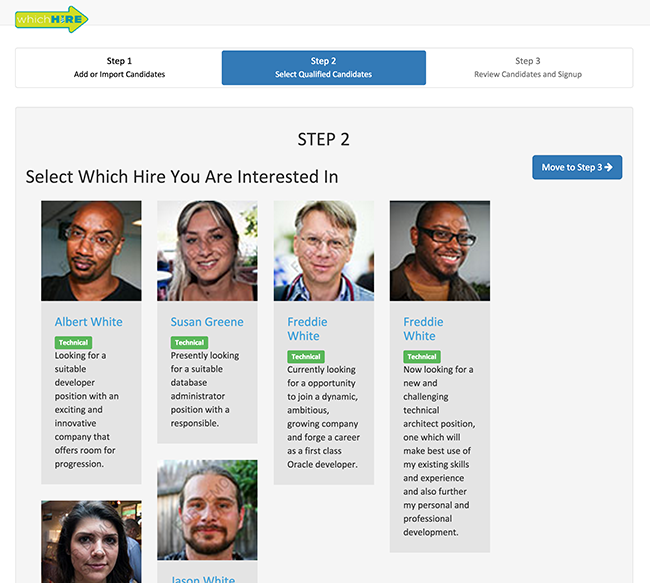 whichHIRE
Step 1
Add or Import Candidates
Step 2
Select Qualified Candidates
Step 3
Review Candidates and Signup
STEP 2
Move to Step 3
Select Which Hire You Are Interested In
Albert White
Technical
Looking for a
suitable
developer
position with an
exciting and
innovative
company that
offers room for
progression.
Susan Greene
Technical
Presently looking
for a suitable
database
administrator
position with a
responsible.
Freddie
White
Technical
Currently looking
for a opportunity
to join a dynamic,
ambitious,
growing company
and forge a career
as a first class
Oracle developer.
Freddie
White
Technical
Now looking for a
new and
challenging
technical
architect position,
one which will
make best use of
my existing skills
and experience
and also further
my personal and
professional
development.
Jason White